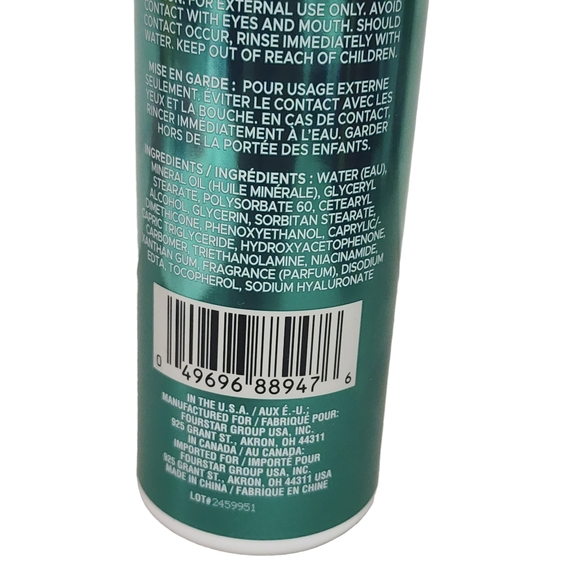 FOR EXTERNAL USE ONLY. AVOID
CONTACT WITH EYES AND MOUTH. SHOULD
CONTACT OCCUR, RINSE IMMEDIATELY WITH
WATER. KEEP OUT OF REACH OF CHILDREN.
MISE EN GARDE : POUR USAGE EXTERNE
SEULEMENT. ÉVITER LE CONTACT AVEC LES
YEUX ET LA BOUCHE. EN CAS DE CONTACT,
RINCER IMMÉDIATEMENT À L'EAU. GARDER
HORS DE LA PORTÉE DES ENFANTS.
INGREDIENTS / INGRÉDIENTS : WATER (EAU),
MINERAL OIL (HUILE MINÉRALE), GLYCERYL
STEARATE, POLYSORBATE 60, CETEARYL
ALCOHOL, GLYCERIN, SORBITAN STEARATE,
DIMETHICONE, PHENOXYETHANOL, CAPRYLIC/-
CAPRIC TRIGLYCERIDE, HYDROXYACETOPHENONE,
CARBOMER, TRIETHANOLAMINE, NIACINAMIDE,
XANTHAN GUM, FRAGRANCE (PARFUM), DISODIUM
EDTA, TOCOPHEROL, SODIUM HYALURONATE
0 49696 88947 6
IN THE U.S.A. / AUX É.-U.:
MANUFACTURED FOR / FABRIQUÉ POUR:
FOURSTAR GROUP USA, INC.
925 GRANT ST., AKRON, OH 44311
IN CANADA / AU CANADA:
IMPORTED FOR / IMPORTÉ POUR
FOURSTAR GROUP USA, INC.
925 GRANT ST., AKRON, OH 44311 USA
MADE IN CHINA / FABRIQUE EN CHINE
LOT# 2459951